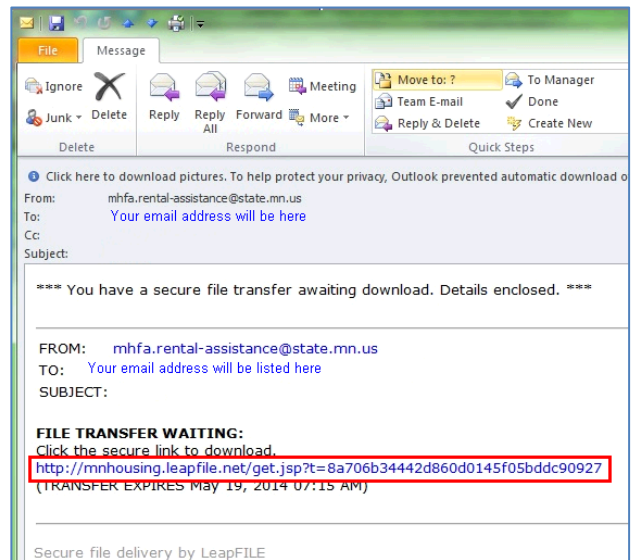 File Message
Ignore
Junk
Delete
Reply
Reply All
Forward
Meeting
More
Move to: ?
Team E-mail
Reply & Delete
To Manager
Done
Create New
Delete Respond Quick Steps
Click here to download pictures. To help protect your privacy, Outlook prevented automatic download o
From: mhfa.rental-assistance@state.mn.us
To: Your email address will be here
Cc:
Subject:
*** You have a secure file transfer awaiting download. Details enclosed. ***
FROM: mhfa.rental-assistance@state.mn.us
TO: Your email address will be listed here
SUBJECT:
FILE TRANSFER WAITING:
Click the secure link to download.
http://mnhousing.leapfile.net/get.jsp?t=8a706b34442d860d0145f05bddc90927
(TRANSFER EXPIRES May 19, 2014 07:15 AM)
Secure file delivery by LeapFILE